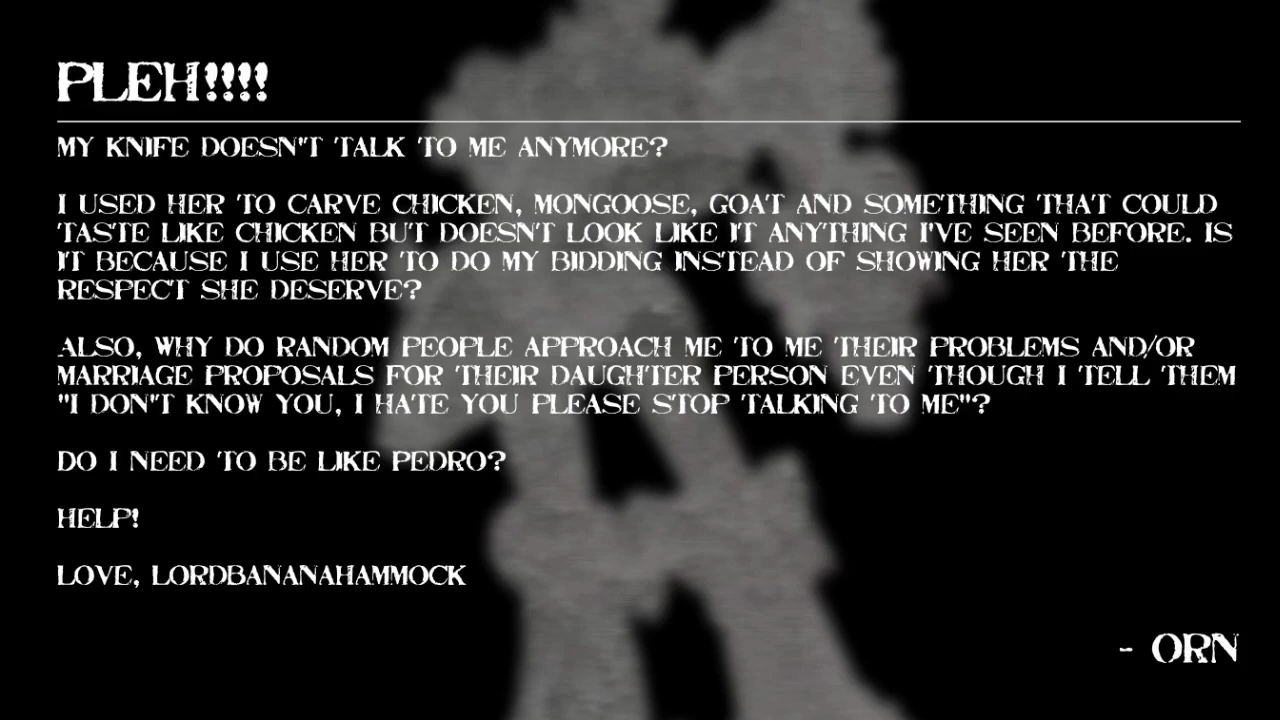 PLEH!!!!
MY KNIFE DOESN"T TALK TO ME ANYMORE?
I USED HER TO CARVE CHICKEN, MONGOOSE, GOAT AND SOMETHING THAT COULD
TASTE LIKE CHICKEN BUT DOESN'T LOOK LIKE IT ANYTHING I'VE SEEN BEFORE. IS
IT BECAUSE I USE HER TO DO MY BIDDING INSTEAD OF SHOWING HER THE
RESPECT SHE DESERVE?
ALSO, WHY DO RANDOM PEOPLE APPROACH ME TO ME THEIR PROBLEMS AND/OR
MARRIAGE PROPOSALS FOR THEIR DAUGHTER PERSON EVEN THOUGH I TELL THEM
"I DON"T KNOW YOU, I HATE YOU PLEASE STOP TALKING TO ME"?
DO I NEED TO BE LIKE PEDRO?
HELP!
LOVE, LORDBANANAHAMMOCK
- ORN